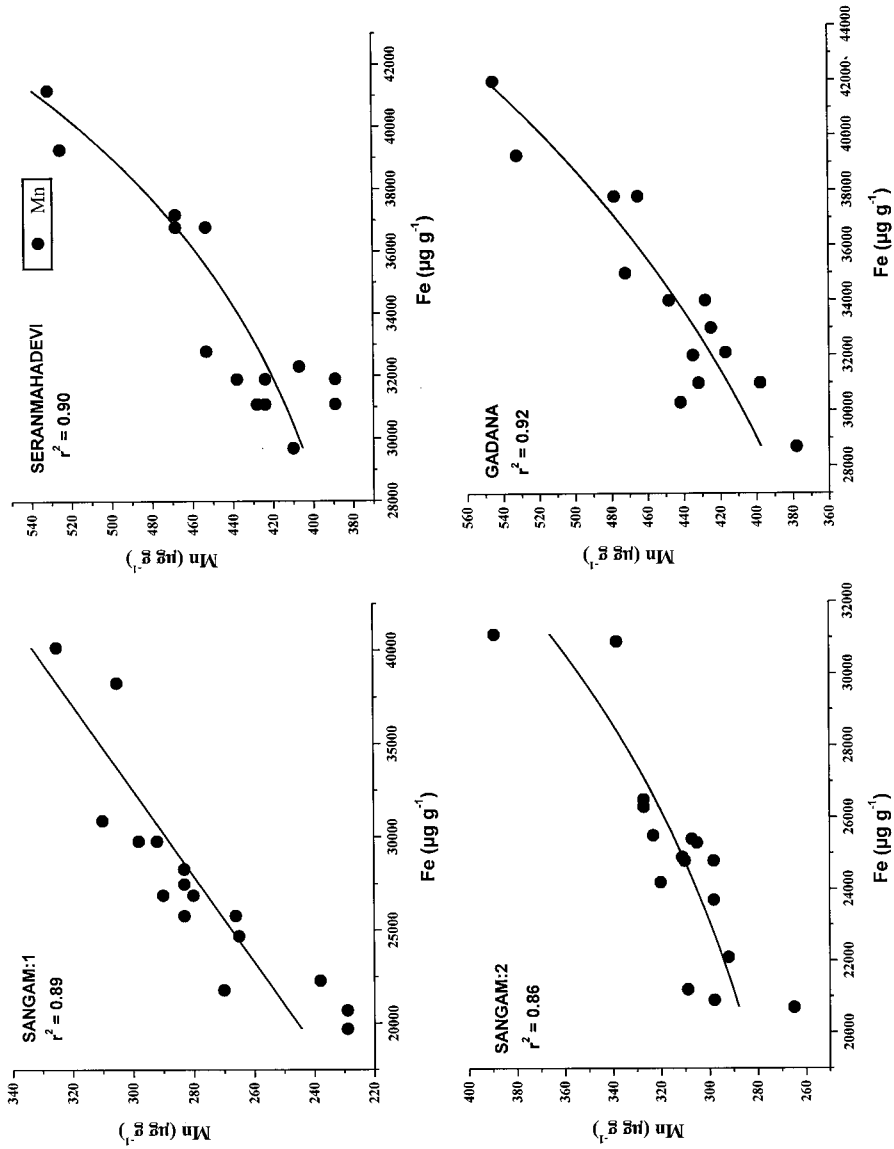 SANGAM:1
r² = 0.89
Mn (µg g⁻¹)
340
320
300
280
260
240
220
20000 25000 30000 35000 40000
Fe (µg g⁻¹)
SERANMAHADEVI
r² = 0.90
Mn
Mn (µg g⁻¹)
540
520
500
480
460
440
420
400
380
28000 30000 32000 34000 36000 38000 40000 42000
Fe (µg g⁻¹)
SANGAM:2
r² = 0.86
Mn (µg g⁻¹)
400
380
360
340
320
300
280
260
20000 22000 24000 26000 28000 30000 32000
Fe (µg g⁻¹)
GADANA
r² = 0.92
Mn (µg g⁻¹)
560
540
520
500
480
460
440
420
400
380
360
28000 30000 32000 34000 36000 38000 40000 42000 44000
Fe (µg g⁻¹)